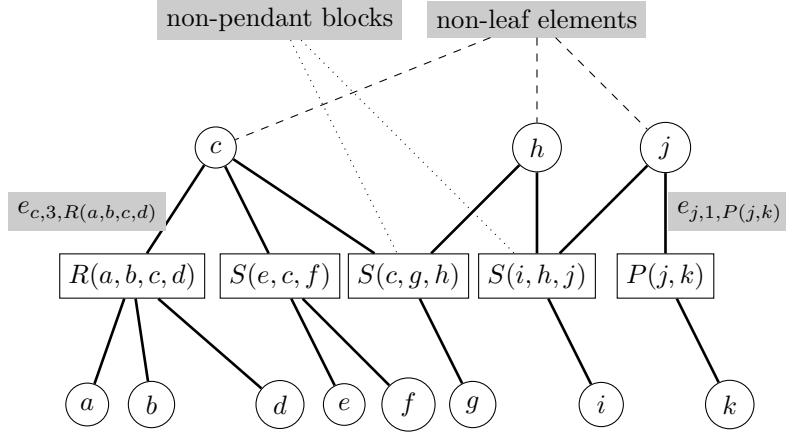 non-pendant blocks non-leaf elements
c h j
e_{c,3,R(a,b,c,d)} e_{j,1,P(j,k)}
R(a, b, c, d) S(e, c, f) S(c, g, h) S(i, h, j) P(j, k)
a b d e f g i k